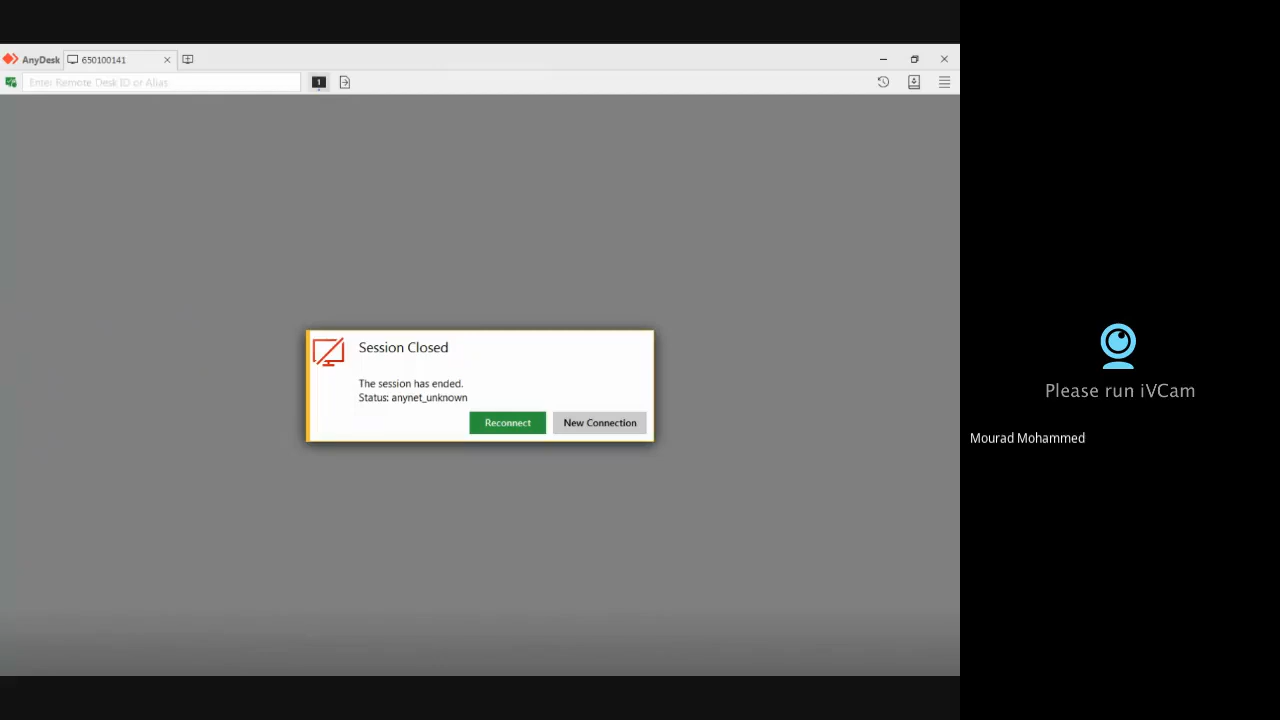 AnyDesk
650100141
Enter Remote Desk ID or Alias
1
Session Closed
The session has ended.
Status: anynet_unknown
Reconnect
New Connection
Please run iVCam
Mourad Mohammed